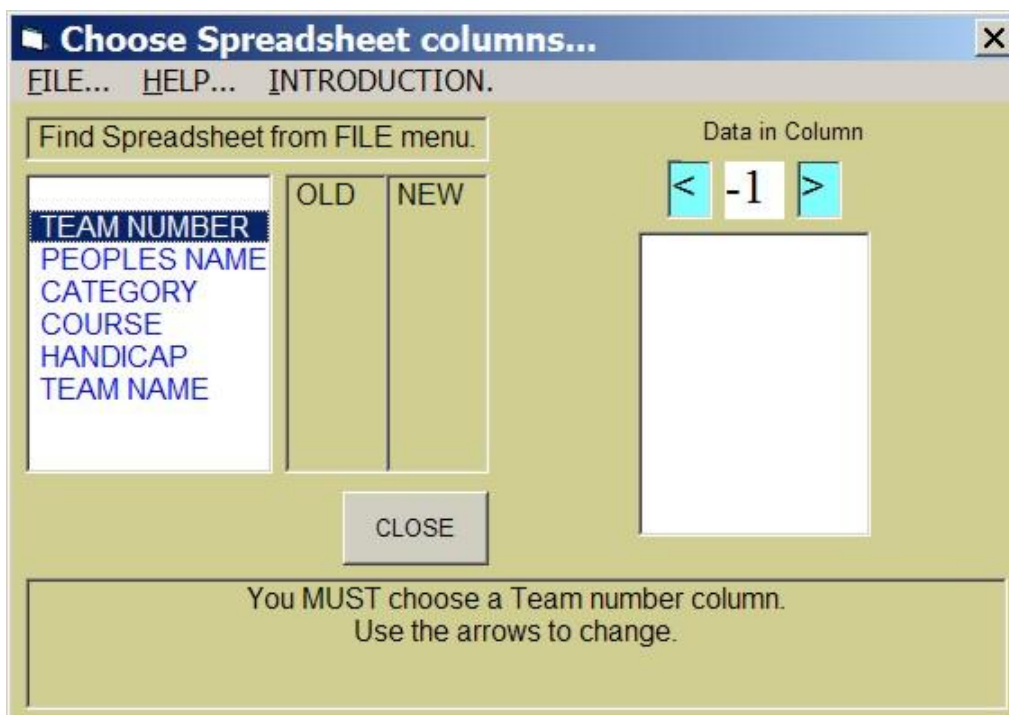 Choose Spreadsheet columns...
FILE... HELP... INTRODUCTION.
Find Spreadsheet from FILE menu.
Data in Column
< -1 >
OLD NEW
TEAM NUMBER
PEOPLES NAME
CATEGORY
COURSE
HANDICAP
TEAM NAME
CLOSE
You MUST choose a Team number column.
Use the arrows to change.